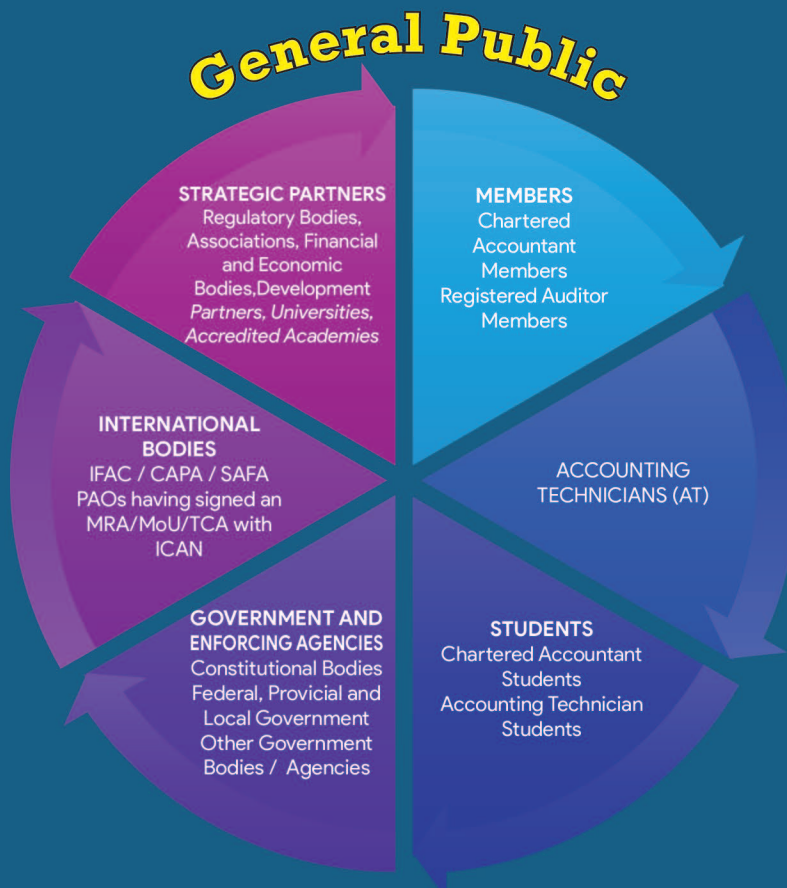 General Public
STRATEGIC PARTNERS
Regulatory Bodies,
Associations, Financial
and Economic
Bodies,Development
Partners, Universities,
Accredited Academies
MEMBERS
Chartered
Accountant
Members
Registered Auditor
Members
ACCOUNTING
TECHNICIANS (AT)
STUDENTS
Chartered Accountant
Students
Accounting Technician
Students
GOVERNMENT AND
ENFORCING AGENCIES
Constitutional Bodies
Federal, Provicial and
Local Government
Other Government
Bodies / Agencies
INTERNATIONAL
BODIES
IFAC / CAPA / SAFA
PAOs having signed an
MRA/MoU/TCA with
ICAN